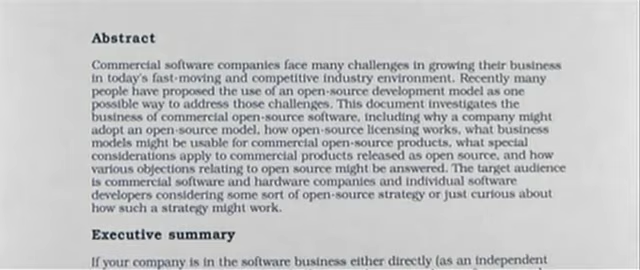 Abstract
Commercial software companies face many challenges in growing their business
in today's fast-moving and competitive industry environment. Recently many
people have proposed the use of an open-source development model as one
possible way to address those challenges. This document investigates the
business of commercial open-source software, including why a company might
adopt an open-source model, how open-source licensing works, what business
models might be usable for commercial open-source products, what special
considerations apply to commercial products released as open source, and how
various objections relating to open source might be answered. The target audience
is commercial software and hardware companies and individual software
developers considering some sort of open-source strategy or just curious about
how such a strategy might work.
Executive summary
If your company is in the software business either directly (as an independent